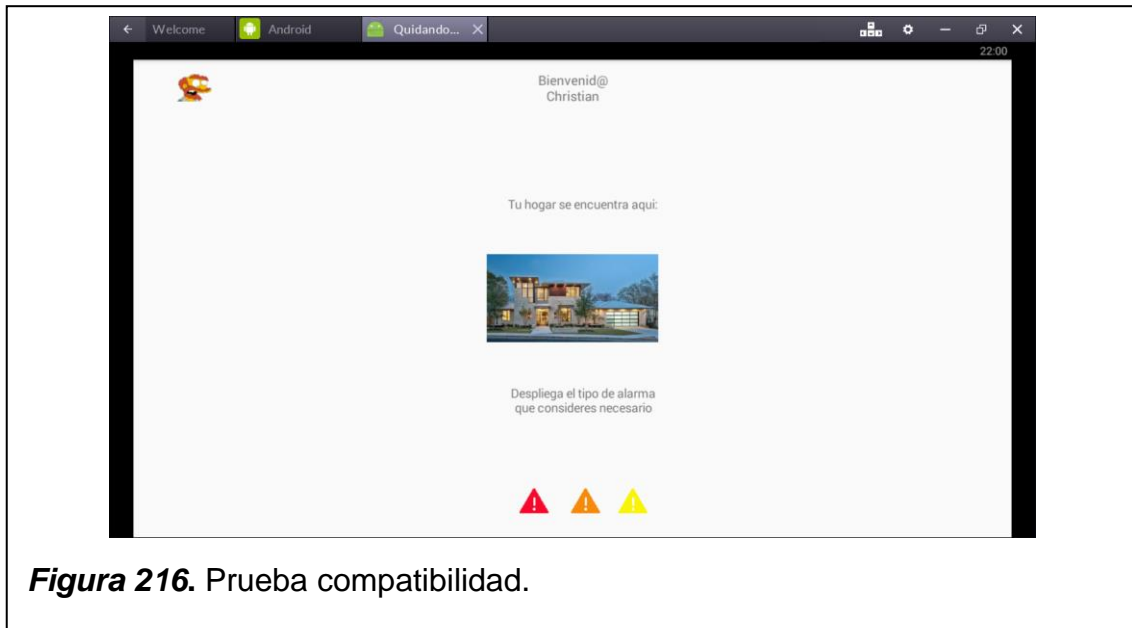 Welcome Android Quidando...
22:00
Bienvenid@
Christian
Tu hogar se encuentra aqui:
Despliega el tipo de alarma
que consideres necesario
Figura 216. Prueba compatibilidad.